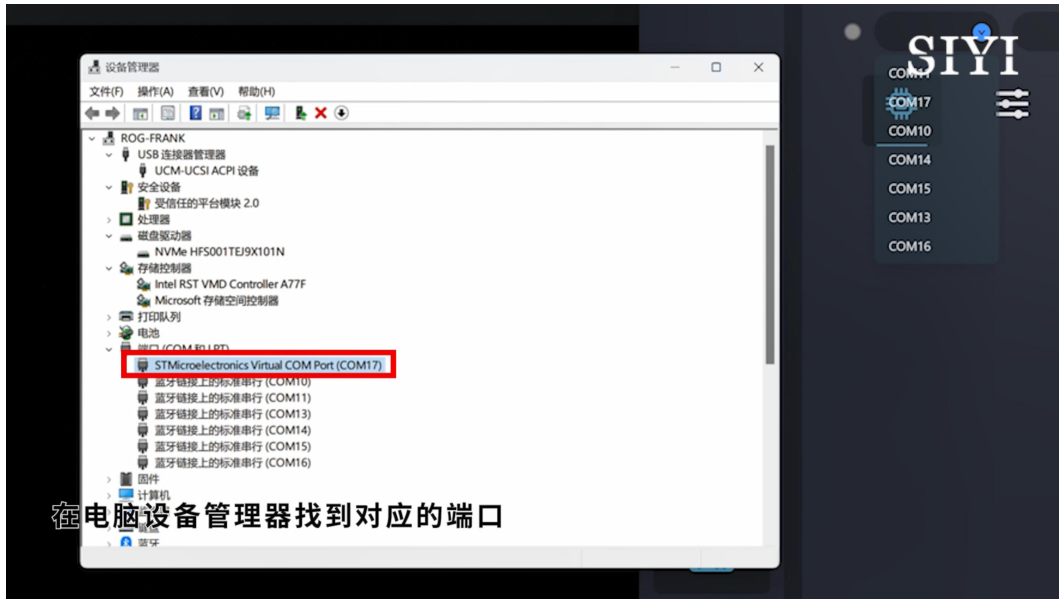 设备管理器
文件(F) 操作(A) 查看(V) 帮助(H)
ROG-FRANK
USB 连接器管理器
UCM-UCSI ACPI 设备
安全设备
受信任的平台模块 2.0
处理器
磁盘驱动器
NVMe HFS001TEJ9X101N
存储控制器
Intel RST VMD Controller A77F
Microsoft 存储空间控制器
打印队列
电池
端口 (COM 和 LPT)
STMicroelectronics Virtual COM Port (COM17)
蓝牙链接上的标准串行 (COM10)
蓝牙链接上的标准串行 (COM11)
蓝牙链接上的标准串行 (COM13)
蓝牙链接上的标准串行 (COM14)
蓝牙链接上的标准串行 (COM15)
蓝牙链接上的标准串行 (COM16)
固件
计算机
在电脑设备管理器找到对应的端口
蓝牙
SIYI
COM11
COM17
COM10
COM14
COM15
COM13
COM16